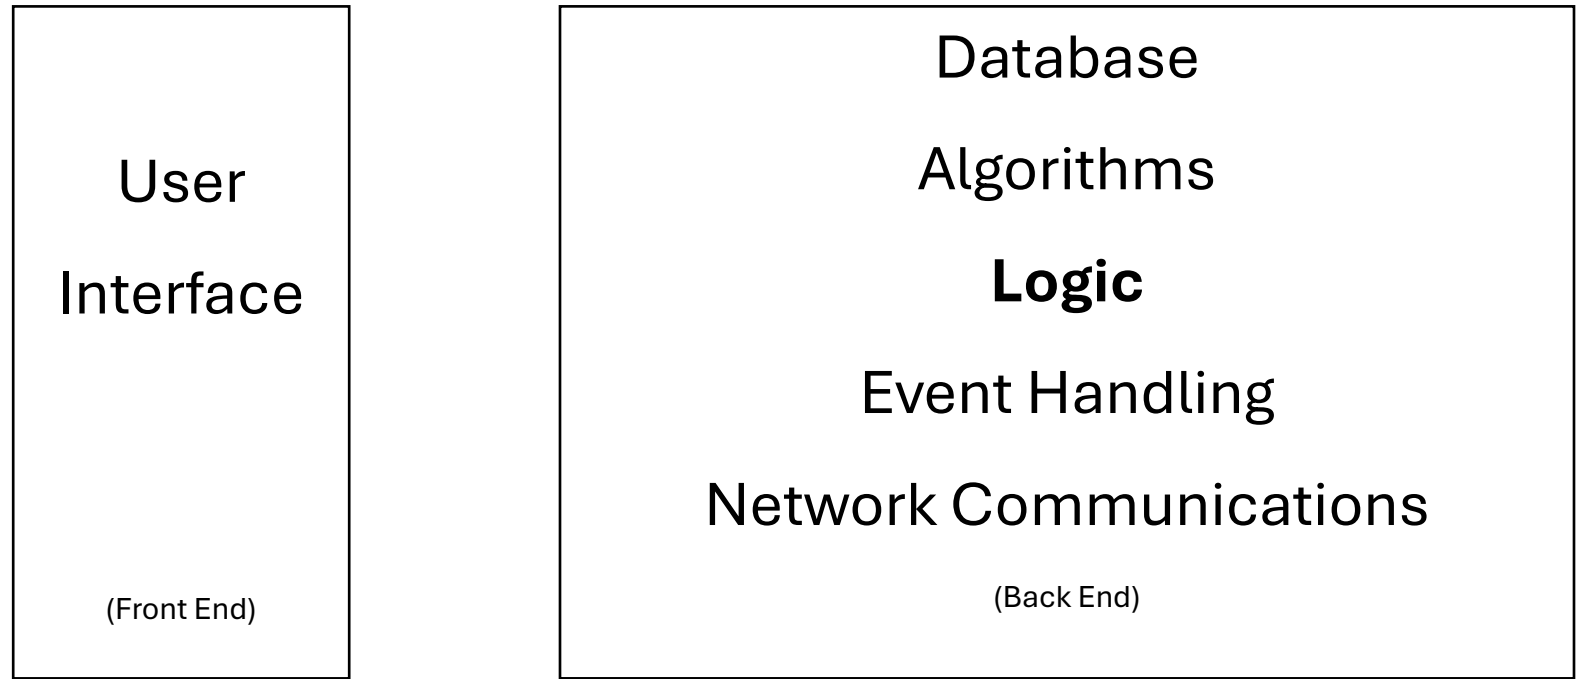 User
Interface
(Front End)
Database
Algorithms
Logic
Event Handling
Network Communications
(Back End)